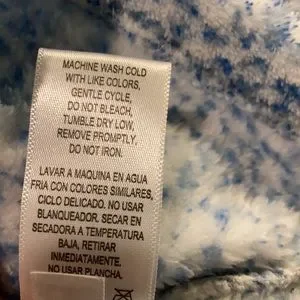 MACHINE WASH COLD
WITH LIKE COLORS,
GENTLE CYCLE,
DO NOT BLEACH,
TUMBLE DRY LOW,
REMOVE PROMPTLY,
DO NOT IRON.
LAVAR A MAQUINA EN AGUA
FRIA CON COLORES SIMILARES,
CICLO DELICADO. NO USAR
BLANQUEADOR. SECAR EN
SECADORA A TEMPERATURA
BAJA, RETIRAR
INMEDIATAMENTE.
NO USAR PLANCHA.